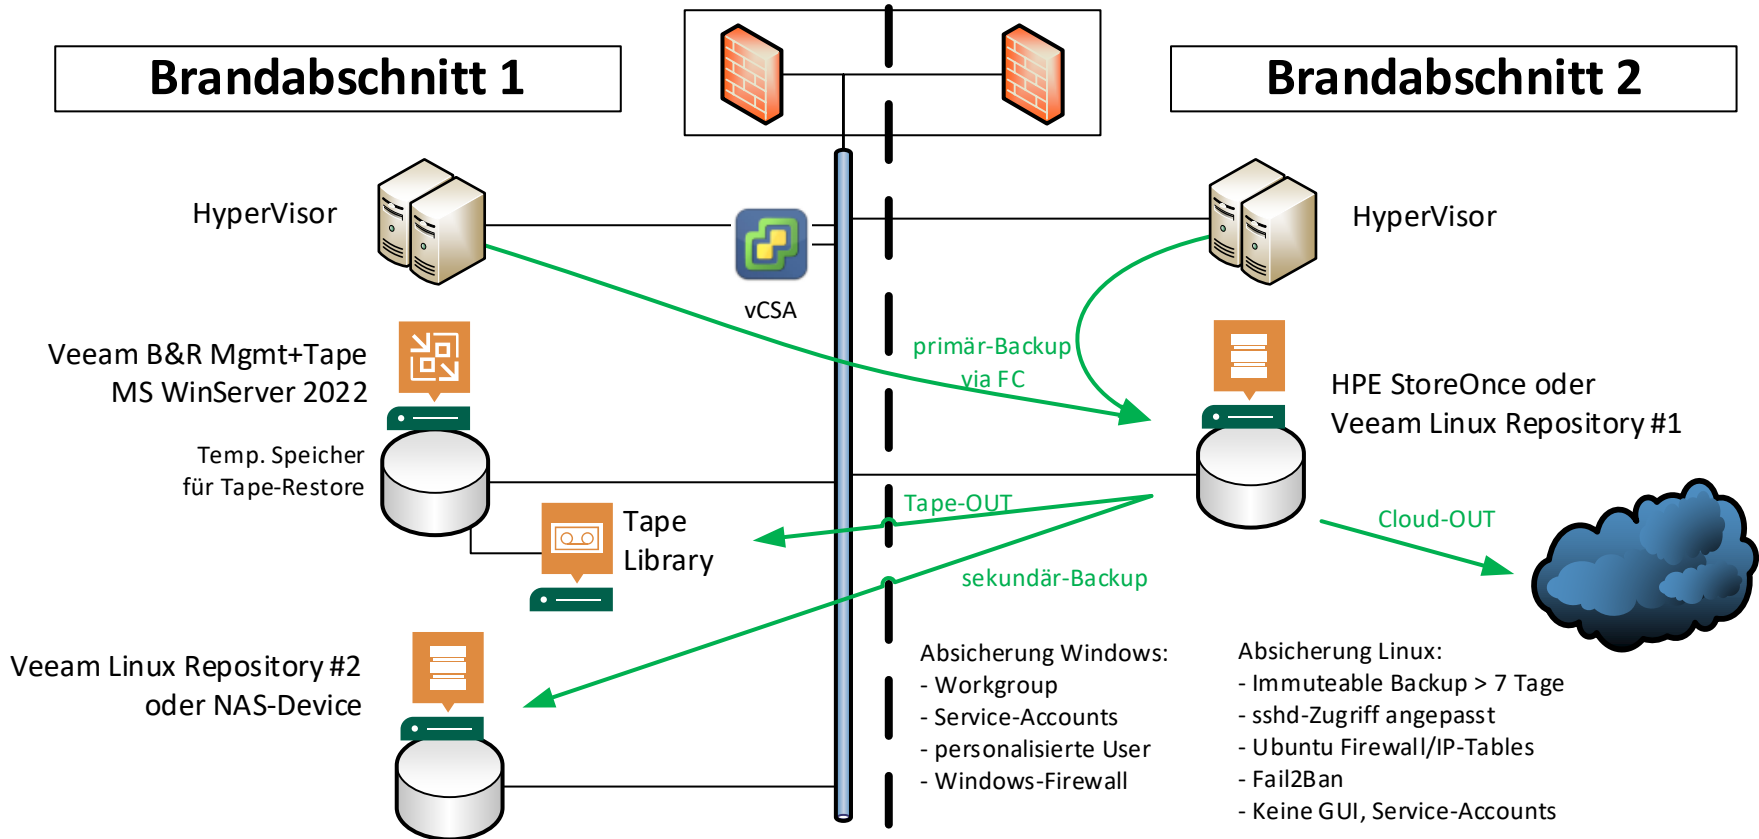 Brandabschnitt 1
Brandabschnitt 2
HyperVisor
HyperVisor
vCSA
Veeam B&R Mgmt+Tape
MS WinServer 2022
primär-Backup
via FC
HPE StoreOnce oder
Veeam Linux Repository #1
Temp. Speicher
für Tape-Restore
Tape
Library
Tape-OUT
Cloud-OUT
sekundär-Backup
Veeam Linux Repository #2
oder NAS-Device
Absicherung Windows:
- Workgroup
- Service-Accounts
- personalisierte User
- Windows-Firewall
Absicherung Linux:
- Immuteable Backup > 7 Tage
- sshd-Zugriff angepasst
- Ubuntu Firewall/IP-Tables
- Fail2Ban
- Keine GUI, Service-Accounts